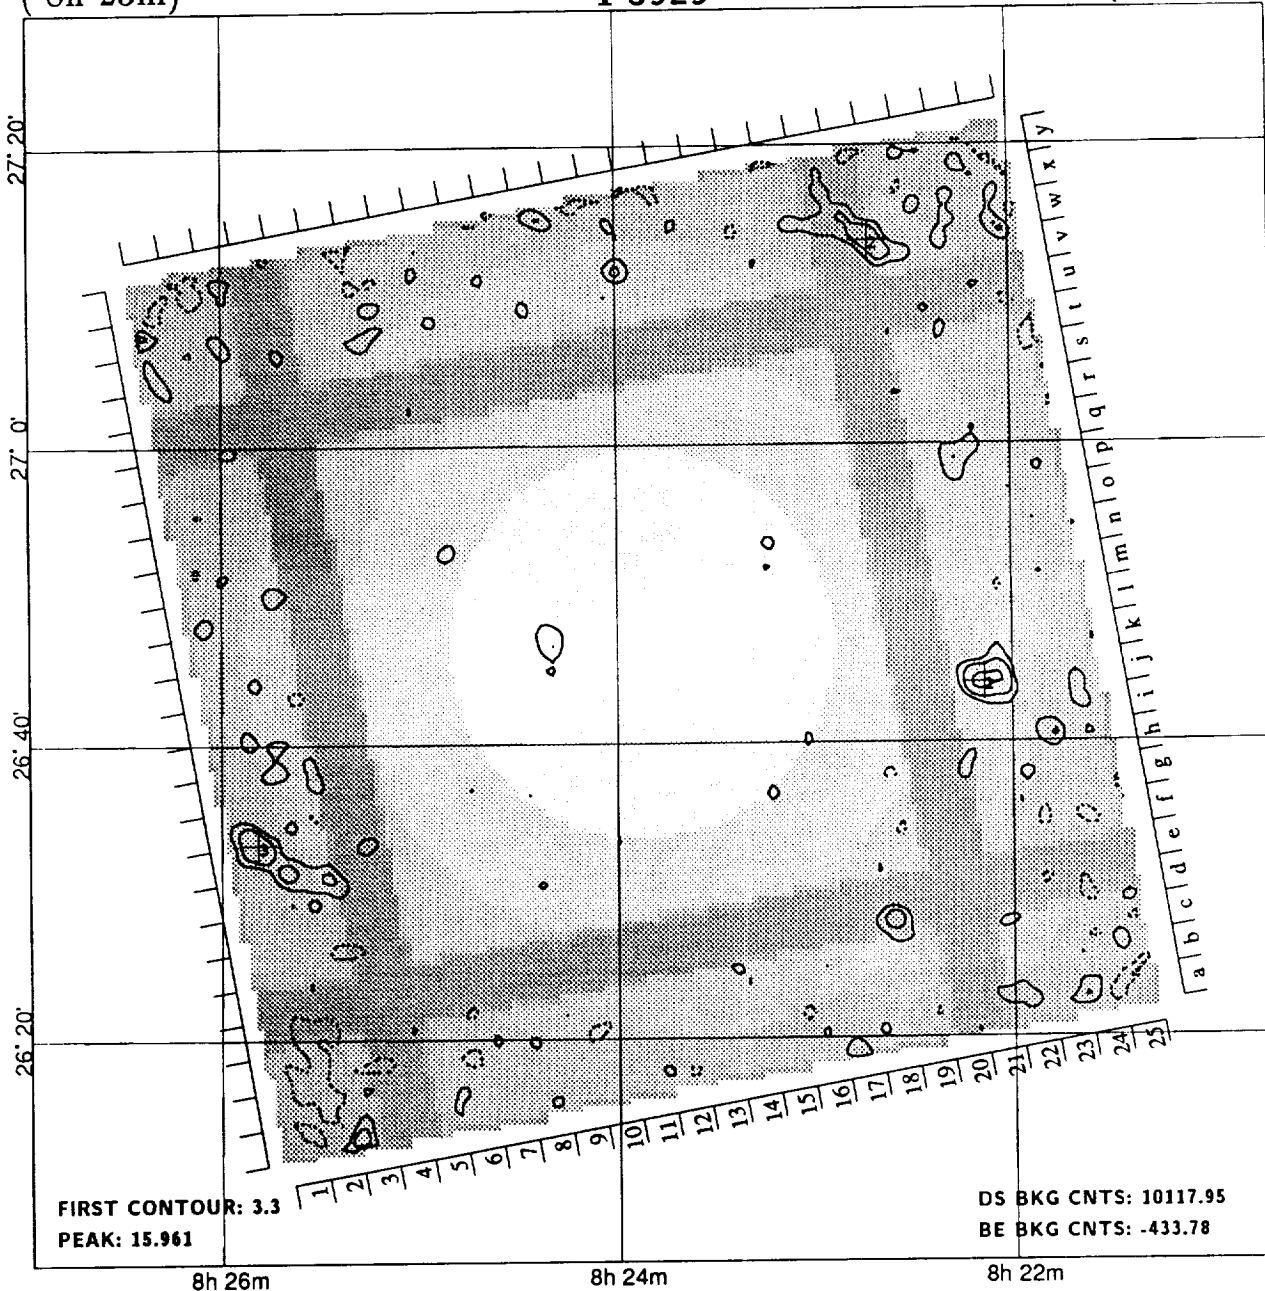 27° 20'
27° 0'
26° 40'
26° 20'
a b c d e f g h i j k l m n o p q r s t u v w x y
1 2 3 4 5 6 7 8 9 10 11 12 13 14 15 16 17 18 19 20 21 22 23 24 25
FIRST CONTOUR: 3.3
PEAK: 15.961
DS BKG CNTS: 10117.95
BE BKG CNTS: -433.78
8h 26m 8h 24m 8h 22m